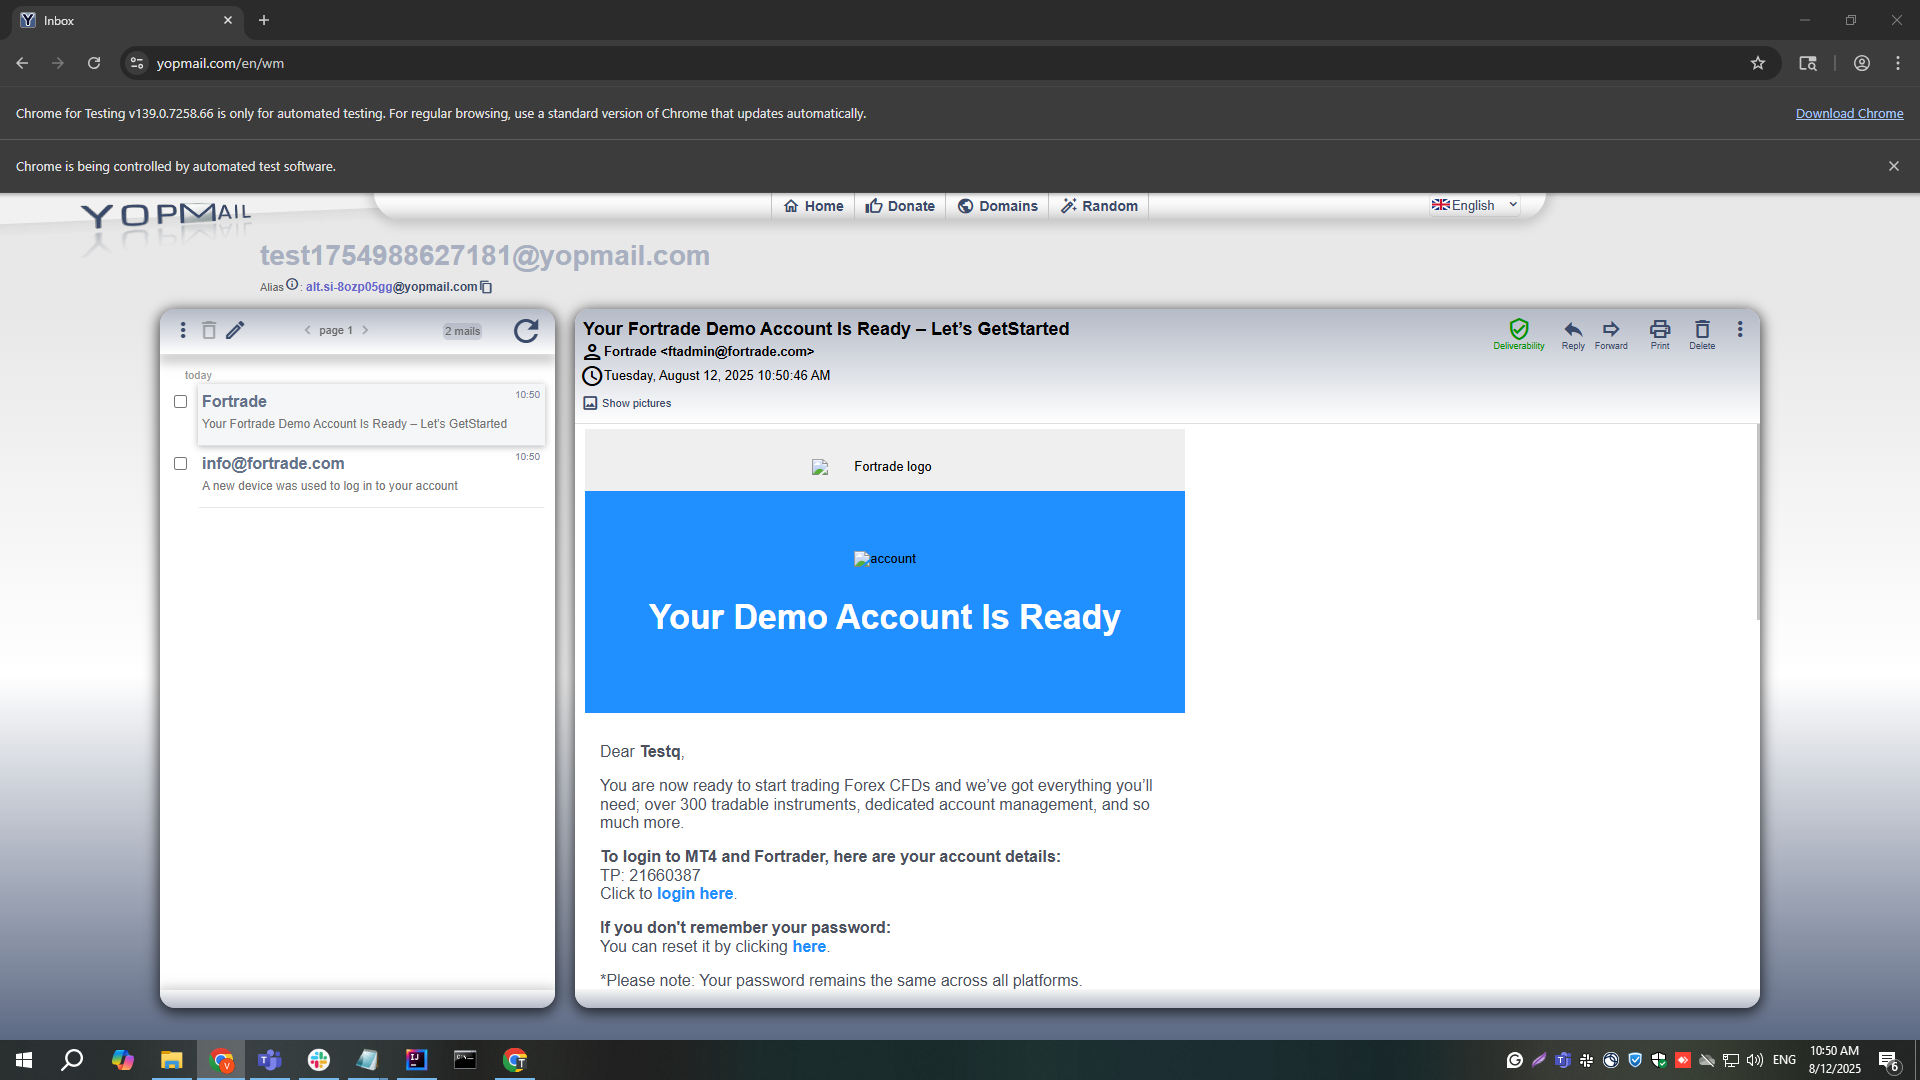 Inbox
yopmail.com/en/wm
Chrome for Testing v139.0.7258.66 is only for automated testing. For regular browsing, use a standard version of Chrome that updates automatically.
Download Chrome
Chrome is being controlled by automated test software.
YOPMAIL
Home
Donate
Domains
Random
English
test1754988627181@yopmail.com
Alias : alt.si-8ozp05gg@yopmail.com
page 1
2 mails
today
Fortrade
10:50
Your Fortrade Demo Account Is Ready – Let’s GetStarted
info@fortrade.com
10:50
A new device was used to log in to your account
Your Fortrade Demo Account Is Ready – Let’s GetStarted
Fortrade <ftadmin@fortrade.com>
Tuesday, August 12, 2025 10:50:46 AM
Show pictures
Deliverability
Reply
Forward
Print
Delete
Fortrade logo
account
Your Demo Account Is Ready
Dear Testq,
You are now ready to start trading Forex CFDs and we’ve got everything you’ll
need; over 300 tradable instruments, dedicated account management, and so
much more.
To login to MT4 and Fortrader, here are your account details:
TP: 21660387
Click to login here.
If you don't remember your password:
You can reset it by clicking here.
*Please note: Your password remains the same across all platforms.
ENG
10:50 AM
8/12/2025
6